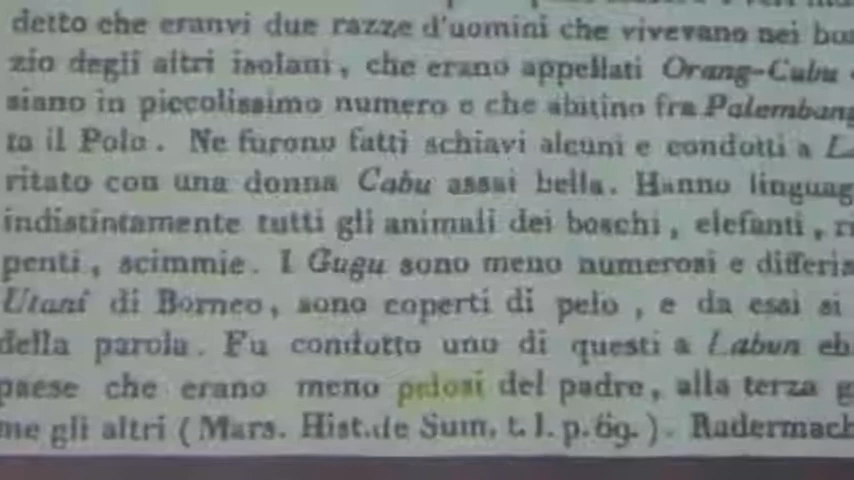 detto che eranvi due razze d'uomini che vivevano nei
zio degli altri isolani, che erano appellati Orang-Cubu
siano in piccolissimo numero e che abitino fra Palembang
to il Polo. Ne furono fatti schiavi alcuni e condotti a
ritato con una donna Cubu assai bella. Hanno linguag
indistintamente tutti gli animali dei boschi, elefanti,
penti, scimmie. I Gugu sono meno numerosi e differia
Utani di Borneo, sono coperti di pelo, e da essi si
della parola. Fu condotto uno di questi a Labun eb
paese che erano meno pelosi del padre, alla terza g
me gli altri (Mars. Hist. de Sum. t. I. p. 69.). Radermach